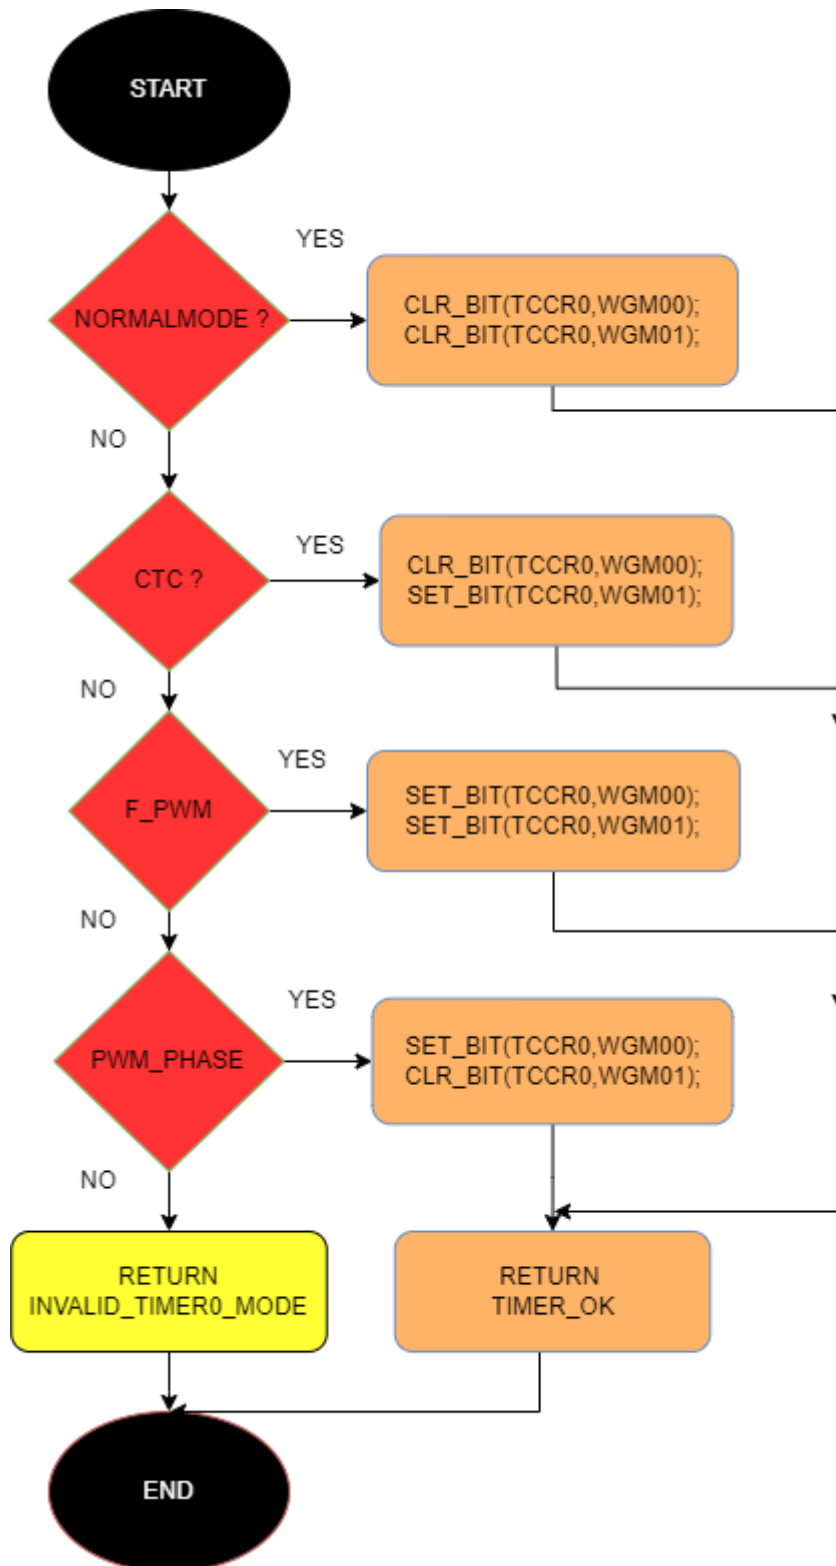 START
YES
NORMALMODE ?
CLR_BIT(TCCR0,WGM00);
CLR_BIT(TCCR0,WGM01);
NO
YES
CTC ?
CLR_BIT(TCCR0,WGM00);
SET_BIT(TCCR0,WGM01);
NO
YES
F_PWM
SET_BIT(TCCR0,WGM00);
SET_BIT(TCCR0,WGM01);
NO
YES
PWM_PHASE
SET_BIT(TCCR0,WGM00);
CLR_BIT(TCCR0,WGM01);
NO
RETURN
INVALID_TIMER0_MODE
RETURN
TIMER_OK
END